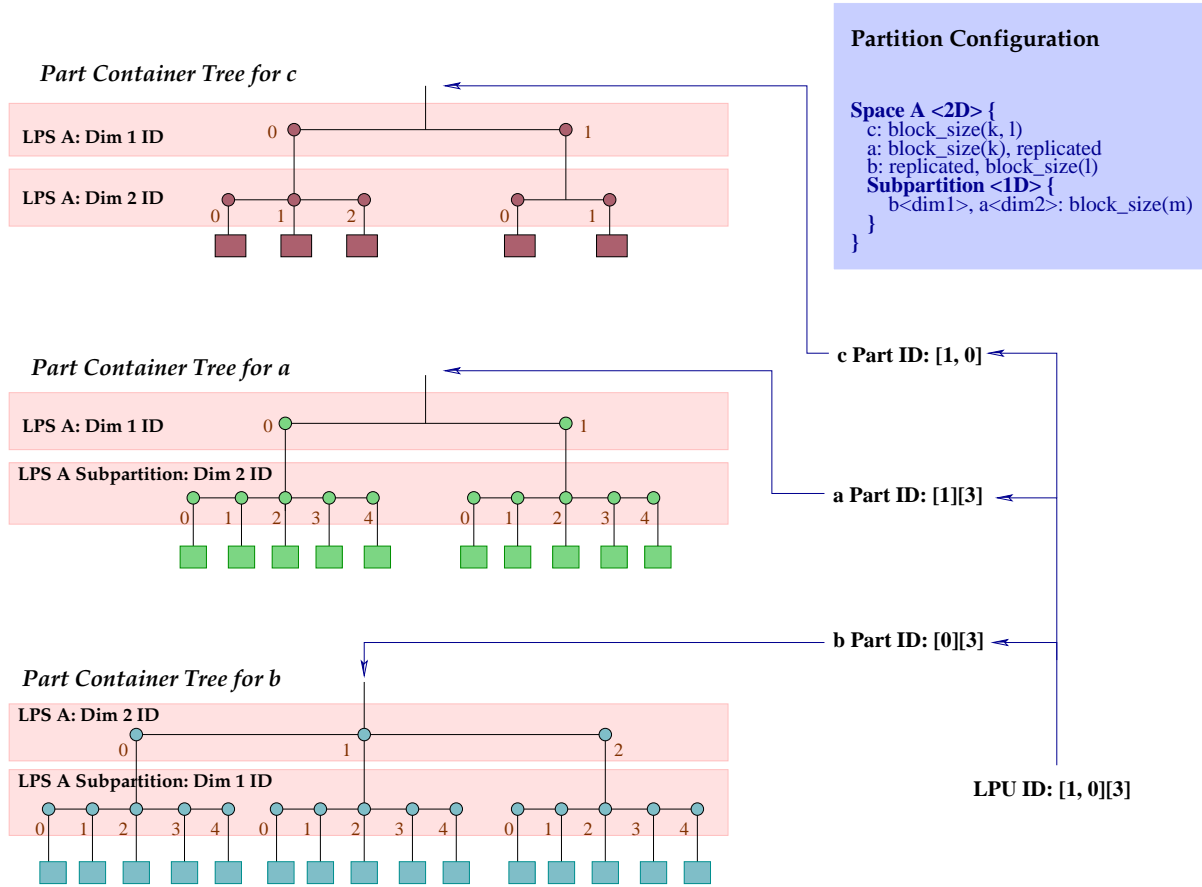 Partition Configuration
Space A <2D> {
c: block_size(k, l)
a: block_size(k), replicated
b: replicated, block_size(l)
Subpartition <1D> {
b<dim1>, a<dim2>: block_size(m)
}
}
Part Container Tree for c
LPS A: Dim 1 ID
0 1
LPS A: Dim 2 ID
0 1 2 0 1
c Part ID: [1, 0]
Part Container Tree for a
LPS A: Dim 1 ID
0 1
LPS A Subpartition: Dim 2 ID
0 1 2 3 4 0 1 2 3 4
a Part ID: [1][3]
b Part ID: [0][3]
Part Container Tree for b
LPS A: Dim 2 ID
0 1 2
LPS A Subpartition: Dim 1 ID
0 1 2 3 4 0 1 2 3 4 0 1 2 3 4
LPU ID: [1, 0][3]